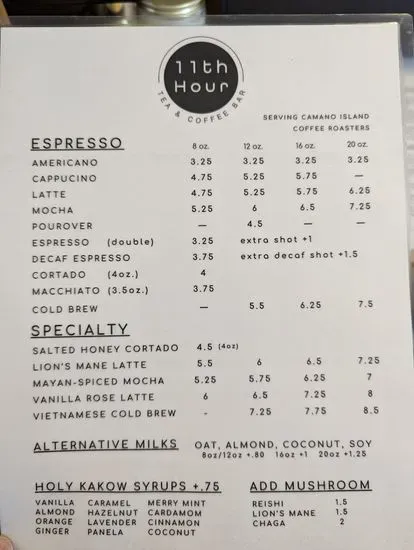 11th
Hour
TEA & COFFEE BAR
SERVING CAMANO ISLAND
COFFEE ROASTERS
ESPRESSO 8 oz. 12 oz. 16 oz. 20 oz.
AMERICANO 3.25 3.25 3.25 3.25
CAPPUCINO 4.75 5.25 5.75 —
LATTE 4.75 5.25 5.75 6.25
MOCHA 5.25 6 6.5 7.25
POUROVER — 4.5 — —
ESPRESSO (double) 3.25 extra shot +1
DECAF ESPRESSO 3.75 extra decaf shot +1.5
CORTADO (4oz.) 4
MACCHIATO (3.5oz.) 3.75
COLD BREW — 5.5 6.25 7.5
SPECIALTY
SALTED HONEY CORTADO 4.5 (4oz)
LION'S MANE LATTE 5.5 6 6.5 7.25
MAYAN-SPICED MOCHA 5.25 5.75 6.25 7
VANILLA ROSE LATTE 6 6.5 7.25 8
VIETNAMESE COLD BREW - 7.25 7.75 8.5
ALTERNATIVE MILKS OAT, ALMOND, COCONUT, SOY
8oz/12oz +.80 16oz +1 20oz +1.25
HOLY KAKOW SYRUPS +.75
VANILLA CARAMEL MERRY MINT
ALMOND HAZELNUT CARDAMOM
ORANGE LAVENDER CINNAMON
GINGER PANELA COCONUT
ADD MUSHROOM
REISHI 1.5
LION'S MANE 1.5
CHAGA 2